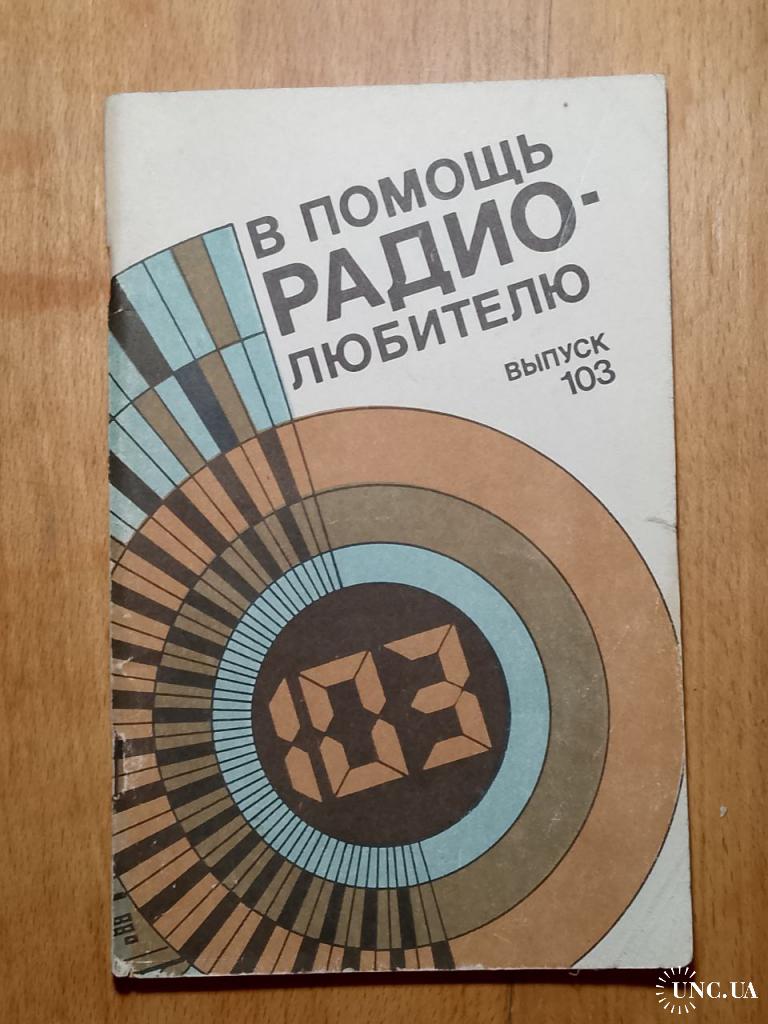 В ПОМОЩЬ
РАДИО-
ЛЮБИТЕЛЮ
ВЫПУСК
103
103
UNC.UA